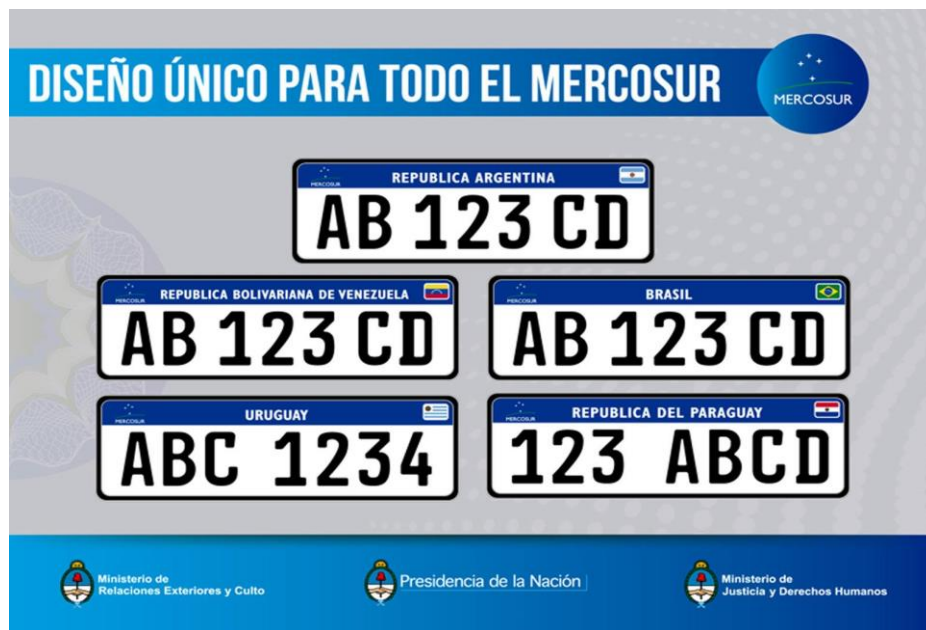 DISEÑO ÚNICO PARA TODO EL MERCOSUR
MERCOSUR
MERCOSUR
REPUBLICA ARGENTINA
AB 123 CD
MERCOSUR
REPUBLICA BOLIVARIANA DE VENEZUELA
AB 123 CD
MERCOSUR
BRASIL
AB 123 CD
MERCOSUR
URUGUAY
ABC 1234
MERCOSUR
REPUBLICA DEL PARAGUAY
123 ABCD
Ministerio de
Relaciones Exteriores y Culto
Presidencia de la Nación
Ministerio de
Justicia y Derechos Humanos